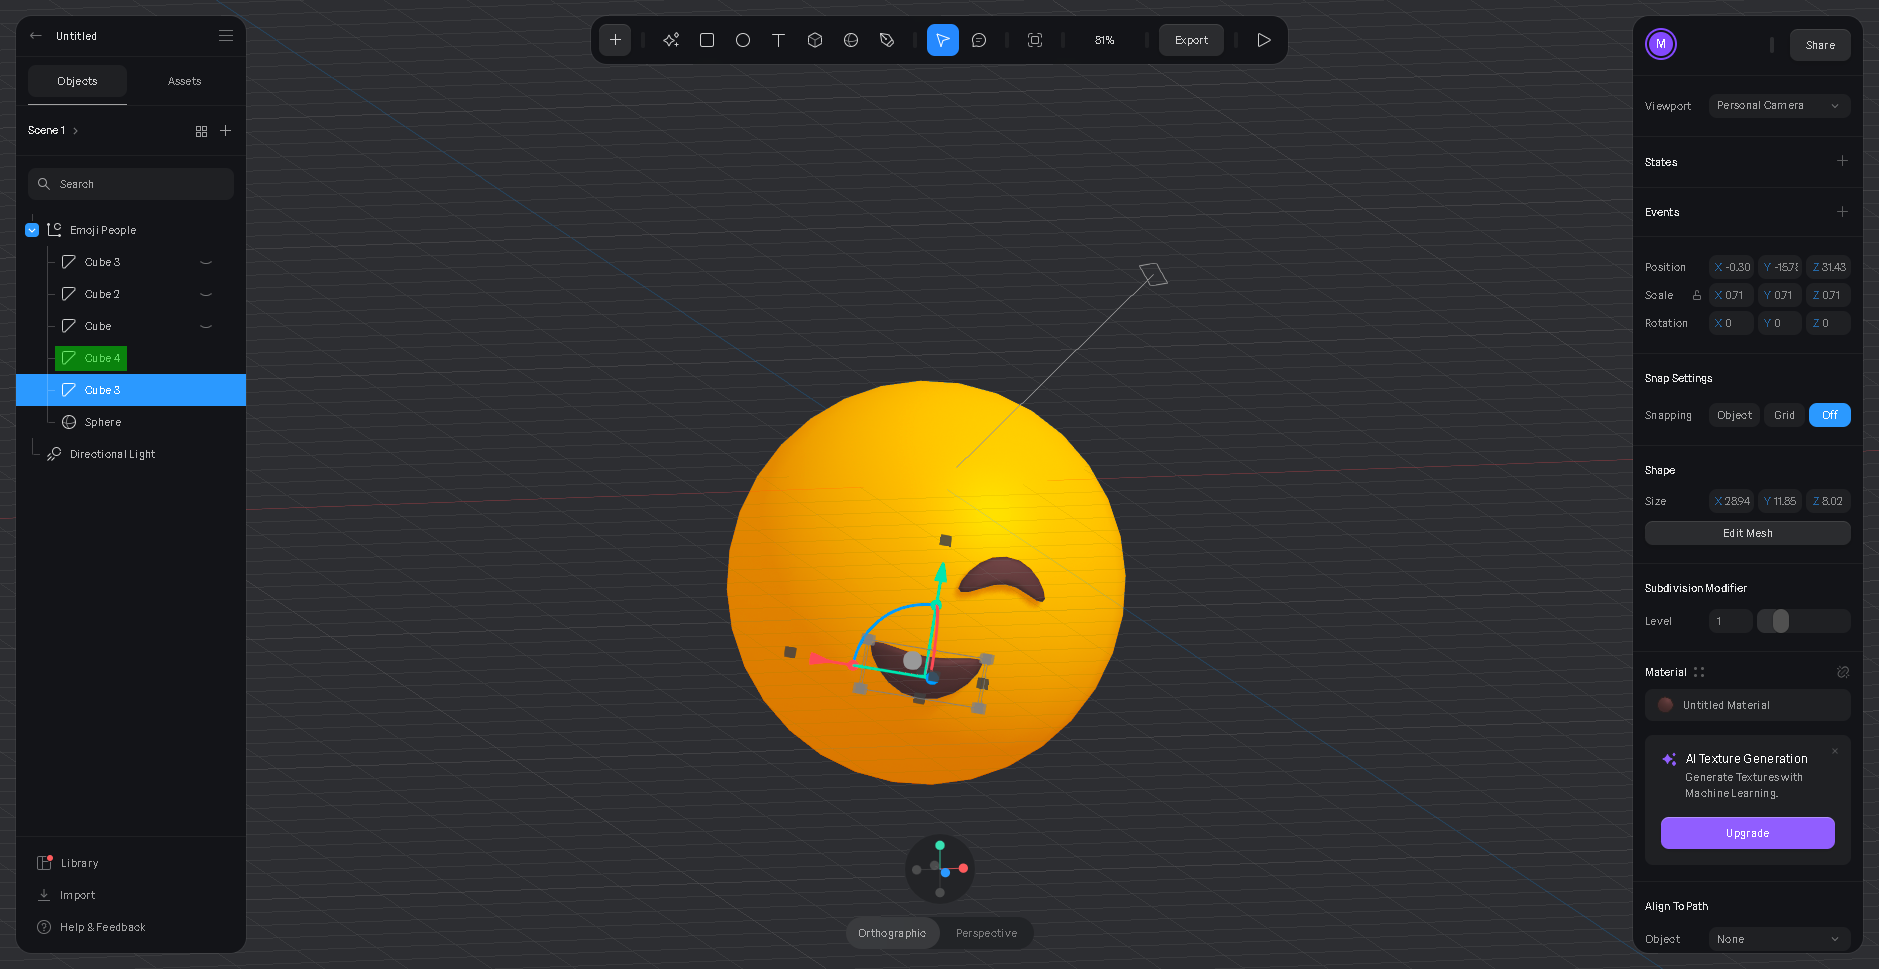 Untitled
Objects
Assets
Scene 1
Search
Emoji People
Cube 3
Cube 2
Cube
Cube 4
Cube 3
Sphere
Directional Light
Library
Import
Help & Feedback
31%
Export
Orthographic
Perspective
M
Share
Viewport
Personal Camera
States
Events
Position X -0.30 Y -15.78 Z 31.43
Scale X 0.71 Y 0.71 Z 0.71
Rotation X 0 Y 0 Z 0
Snap Settings
Snapping Object Grid Off
Shape
Size X 28.94 Y 11.85 Z 8.02
Edit Mesh
Subdivision Modifier
Level 1
Material
Untitled Material
AI Texture Generation
Generate Textures with
Machine Learning.
Upgrade
Align To Path
Object None